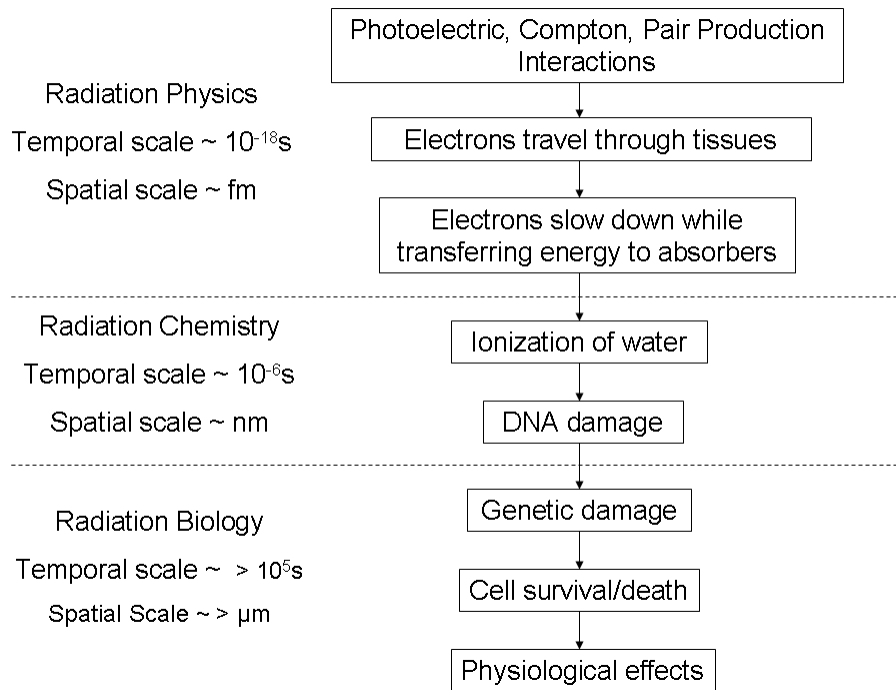 Photoelectric, Compton, Pair Production
Interactions
Radiation Physics
Temporal scale ~ 10⁻¹⁸s
Spatial scale ~ fm
Electrons travel through tissues
Electrons slow down while
transferring energy to absorbers
Radiation Chemistry
Temporal scale ~ 10⁻⁶s
Spatial scale ~ nm
Ionization of water
DNA damage
Radiation Biology
Temporal scale ~ > 10⁵s
Spatial Scale ~ > µm
Genetic damage
Cell survival/death
Physiological effects